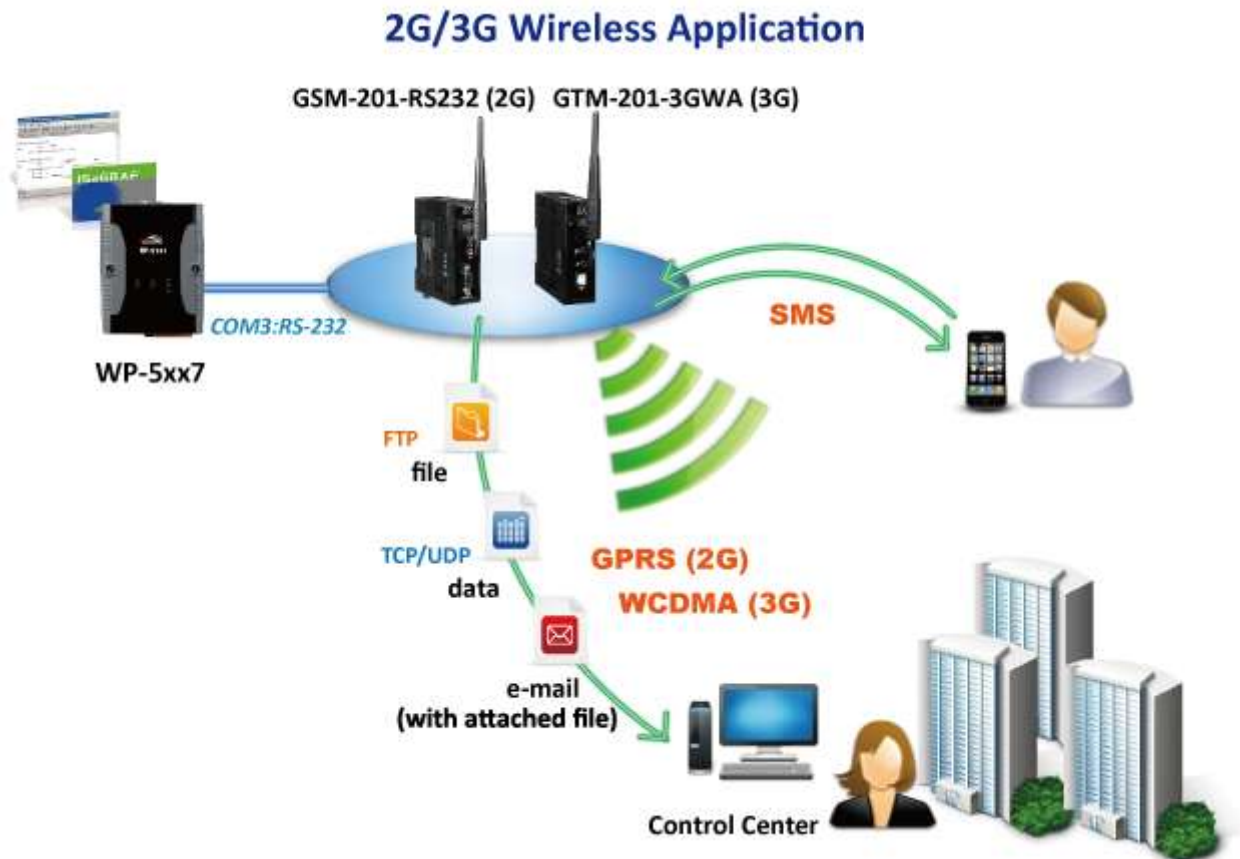 2G/3G Wireless Application
GSM-201-RS232 (2G) GTM-201-3GWA (3G)
ISaGRAF
COM3:RS-232
WP-5xx7
SMS
FTP
file
TCP/UDP
data
GPRS (2G)
WCDMA (3G)
e-mail
(with attached file)
Control Center